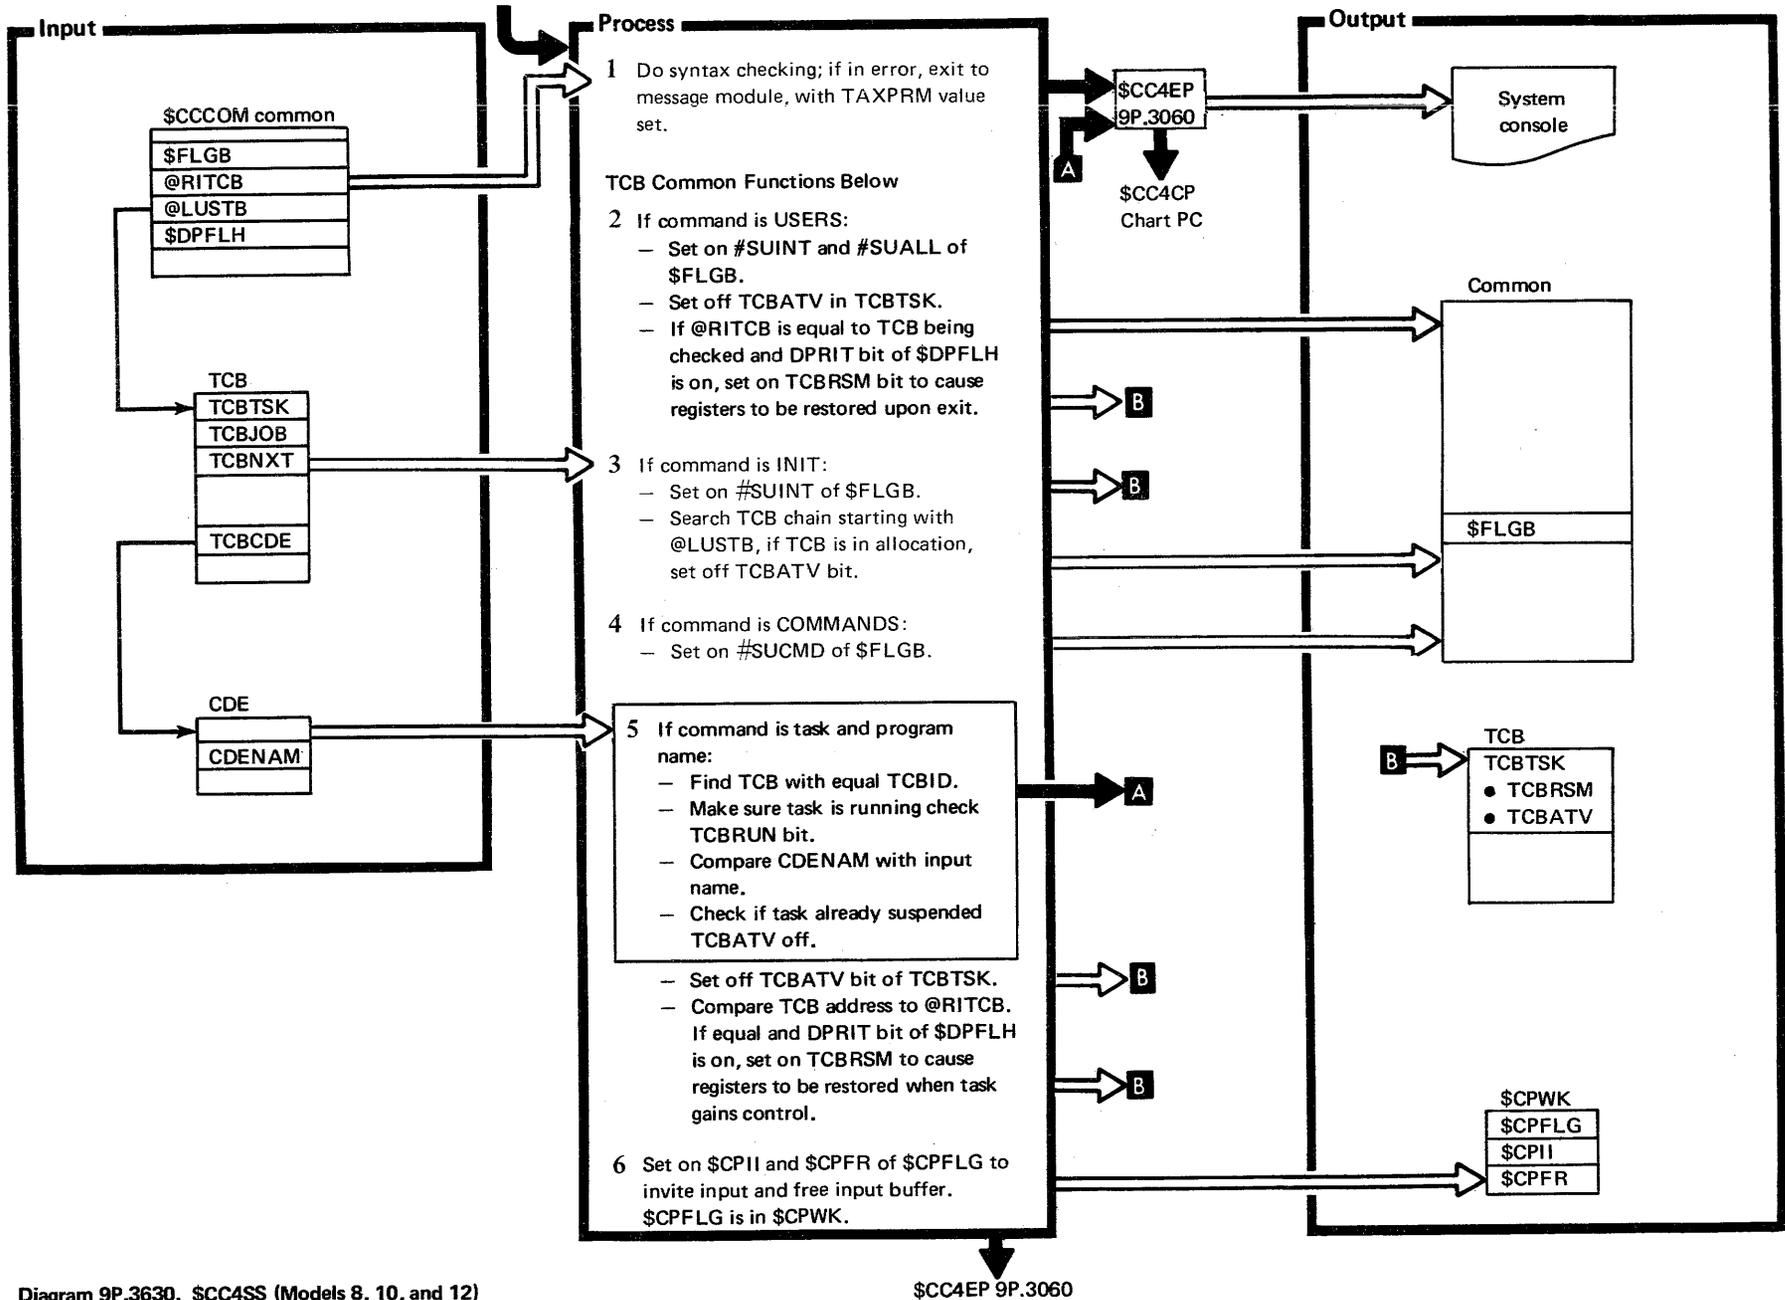 Input
$CCCOM common
$FLGB
@RITCB
@LUSTB
$DPFLH
TCB
TCBTSK
TCBJOB
TCBNXT
TCBCDE
CDE
CDENAM
Process
1 Do syntax checking; if in error, exit to
message module, with TAXPRM value
set.
TCB Common Functions Below
2 If command is USERS:
— Set on #SUINT and #SUALL of
$FLGB.
— Set off TCBATV in TCBTSK.
— If @RITCB is equal to TCB being
checked and DPRIT bit of $DPFLH
is on, set on TCBRSM bit to cause
registers to be restored upon exit.
3 If command is INIT:
— Set on #SUINT of $FLGB.
— Search TCB chain starting with
@LUSTB, if TCB is in allocation,
set off TCBATV bit.
4 If command is COMMANDS:
— Set on #SUCMD of $FLGB.
5 If command is task and program
name:
— Find TCB with equal TCBID.
— Make sure task is running check
TCBRUN bit.
— Compare CDENAM with input
name.
— Check if task already suspended
TCBATV off.
— Set off TCBATV bit of TCBTSK.
— Compare TCB address to @RITCB.
If equal and DPRIT bit of $DPFLH
is on, set on TCBRSM to cause
registers to be restored when task
gains control.
6 Set on $CPII and $CPFR of $CPFLG to
invite input and free input buffer.
$CPFLG is in $CPWK.
$CC4EP 9P.3060
$CC4EP
9P.3060
A
$CC4CP
Chart PC
B
B
A
B
B
Output
System
console
Common
$FLGB
B
TCB
TCBTSK
● TCBRSM
● TCBATV
$CPWK
$CPFLG
$CPII
$CPFR
Diagram 9P.3630. $CC4SS (Models 8, 10, and 12)